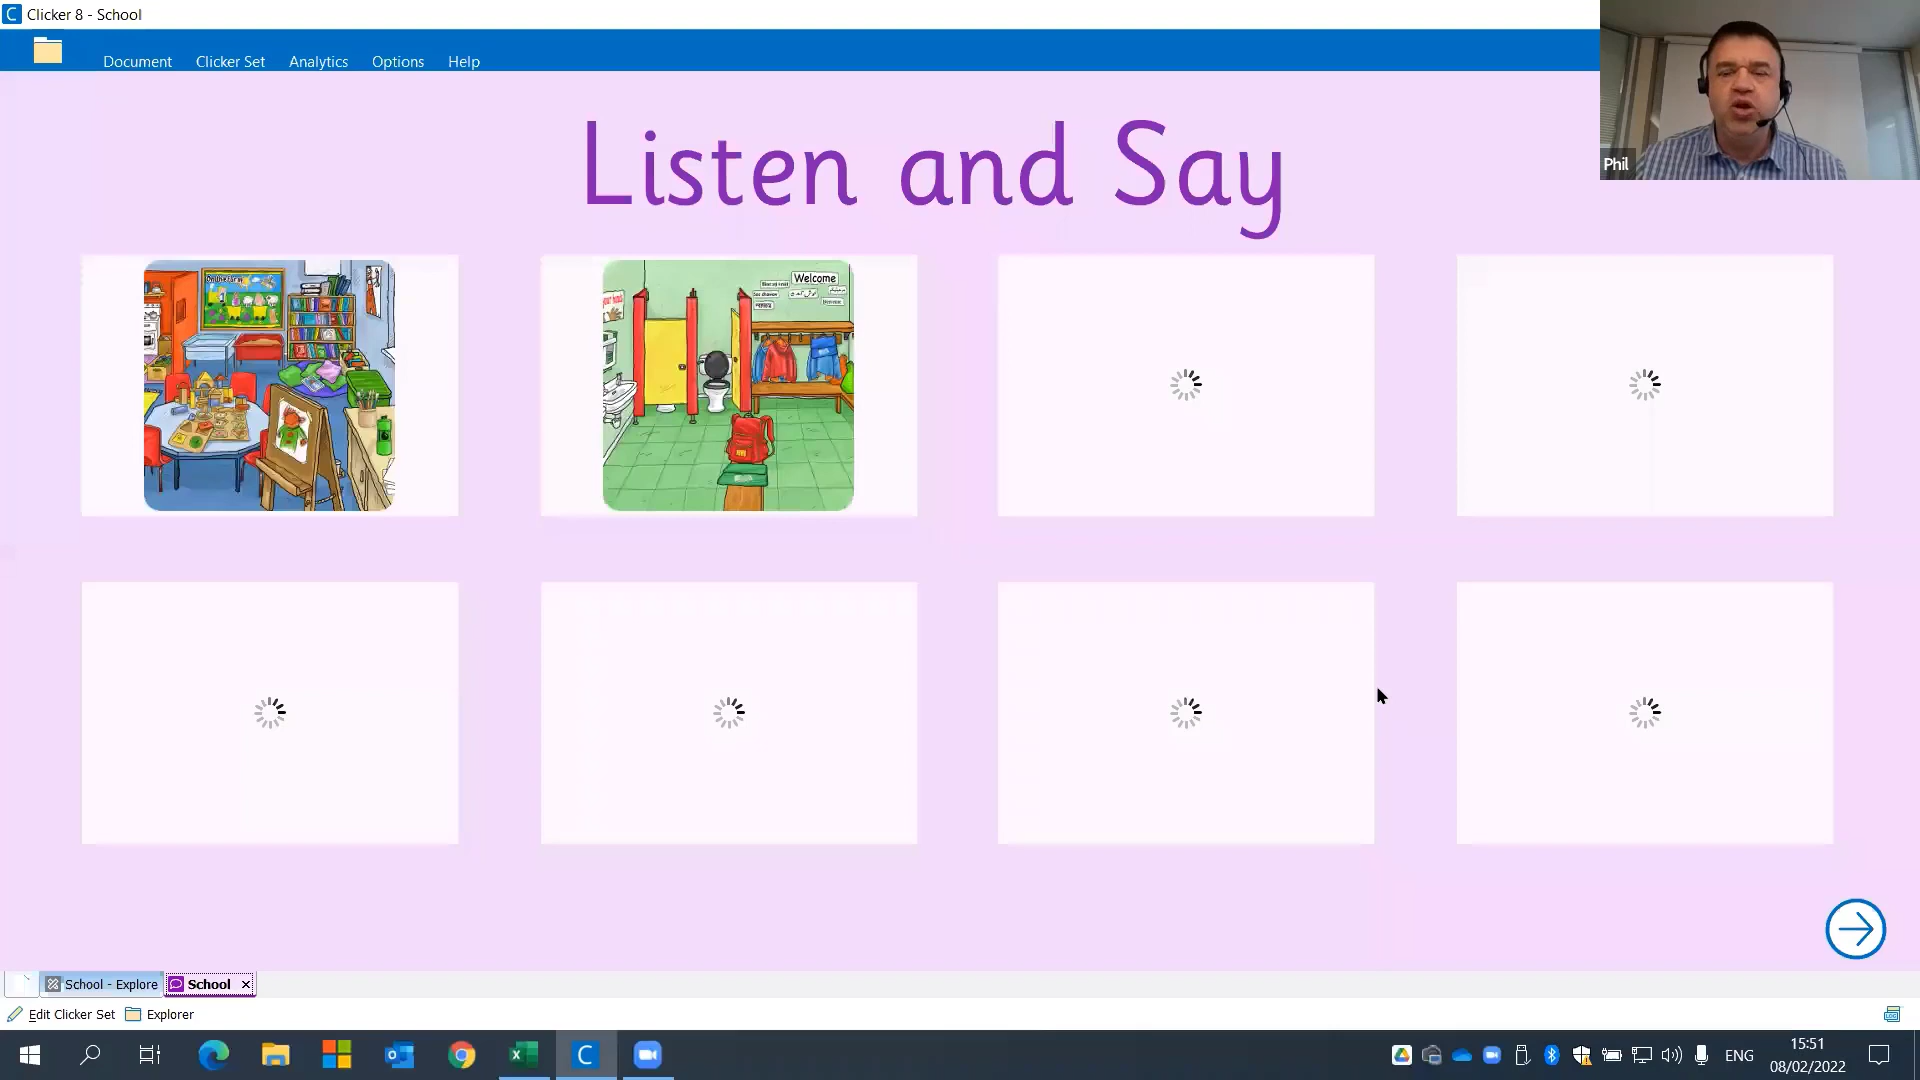 Clicker 8 - School
Document Clicker Set Analytics Options Help
Phil
Listen and Say
Welcome
School - Explore School
Edit Clicker Set Explorer
ENG
15:51
08/02/2022